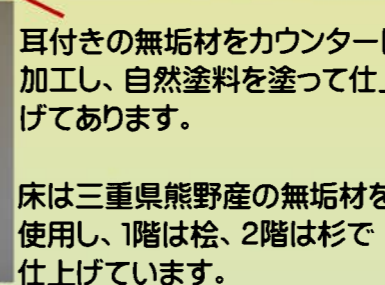 耳付きの無垢材をカウンター
加工し、自然塗料を塗って仕上
げてあります。
床は三重県熊野産の無垢材を
使用し、1階は桧、2階は杉で
仕上げています。